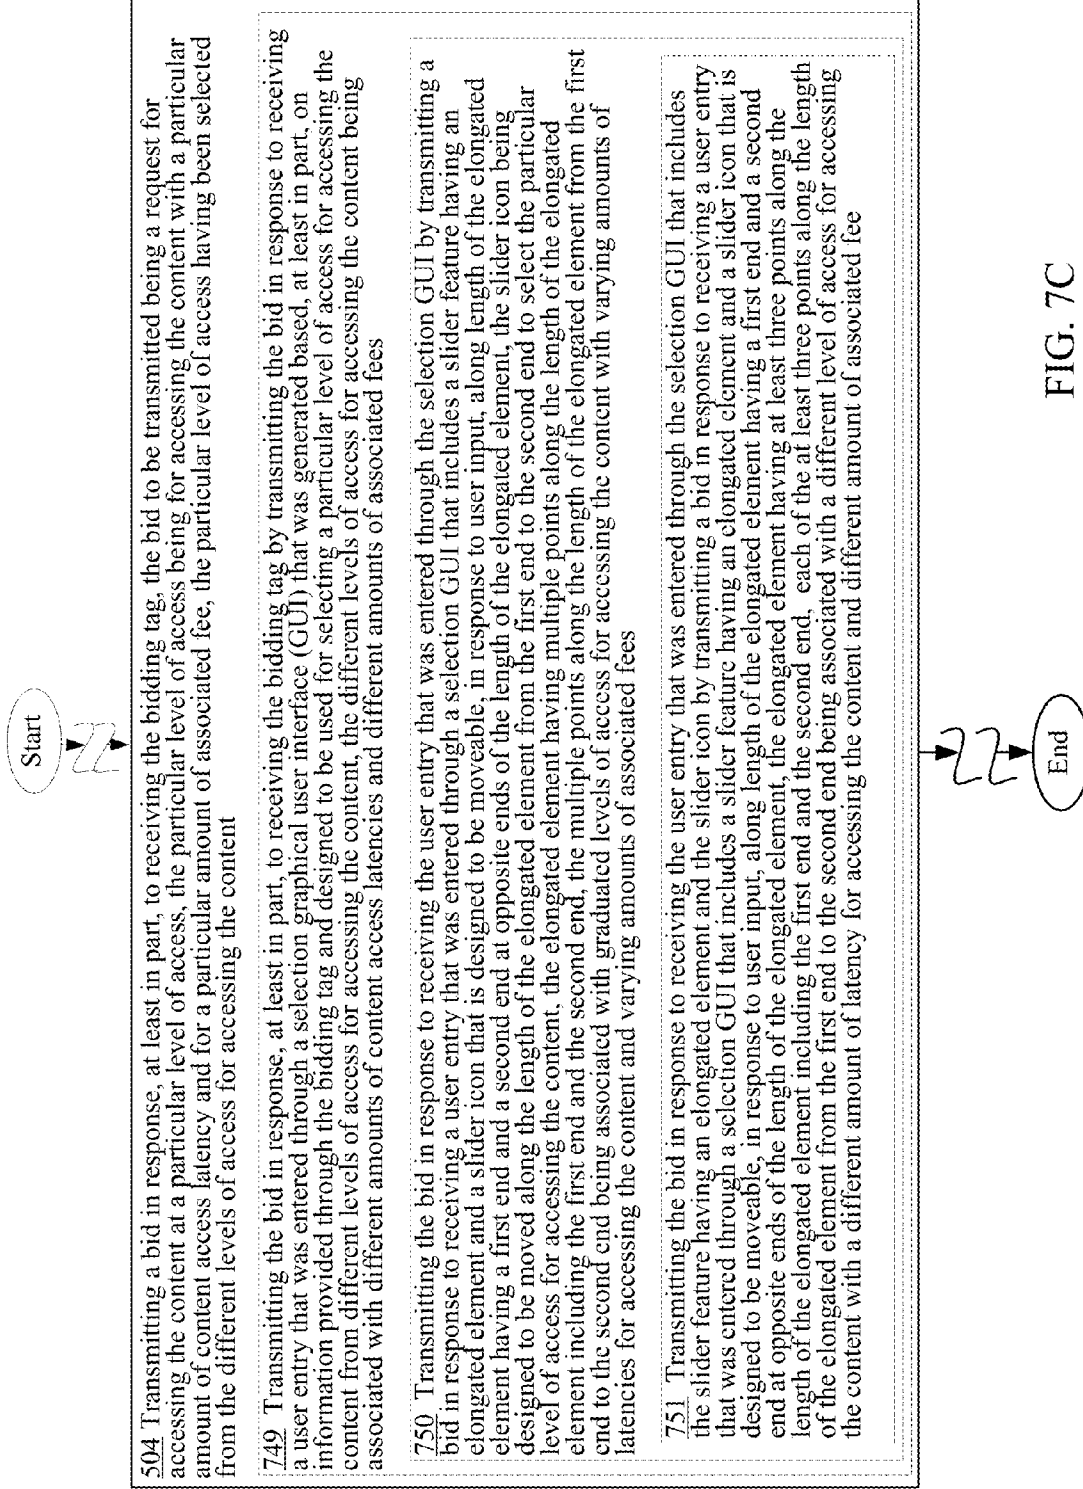 Start
504 Transmitting a bid in response, at least in part, to receiving the bidding tag, the bid to be transmitted being a request for
accessing the content at a particular level of access, the particular level of access being for accessing the content with a particular
amount of content access latency and for a particular amount of associated fee, the particular level of access having been selected
from the different levels of access for accessing the content
749 Transmitting the bid in response, at least in part, to receiving the bidding tag by transmitting the bid in response to receiving
a user entry that was entered through a selection graphical user interface (GUI) that was generated based, at least in part, on
information provided through the bidding tag and designed to be used for selecting a particular level of access for accessing the
content from different levels of access for accessing the content, the different levels of access for accessing the content being
associated with different amounts of content access latencies and different amounts of associated fees
750 Transmitting the bid in response to receiving the user entry that was entered through the selection GUI by transmitting a
bid in response to receiving a user entry that was entered through a selection GUI that includes a slider feature having an
elongated element and a slider icon that is designed to be moveable, in response to user input, along length of the elongated
element having a first end and a second end at opposite ends of the length of the elongated element, the slider icon being
designed to be moved along the length of the elongated element from the first end to the second end to select the particular
level of access for accessing the content, the elongated element having multiple points along the length of the elongated
element including the first end and the second end, the multiple points along the length of the elongated element from the first
end to the second end being associated with graduated levels of access for accessing the content with varying amounts of
latencies for accessing the content and varying amounts of associated fees
751 Transmitting the bid in response to receiving the user entry that was entered through the selection GUI that includes
the slider feature having an elongated element and the slider icon by transmitting a bid in response to receiving a user entry
that was entered through a selection GUI that includes a slider feature having an elongated element and a slider icon that is
designed to be moveable, in response to user input, along length of the elongated element having a first end and a second
end at opposite ends of the length of the elongated element, the elongated element having at least three points along the
length of the elongated element including the first end and the second end, each of the at least three points along the length
of the elongated element from the first end to the second end being associated with a different level of access for accessing
the content with a different amount of latency for accessing the content and different amount of associated fee
End
FIG. 7C